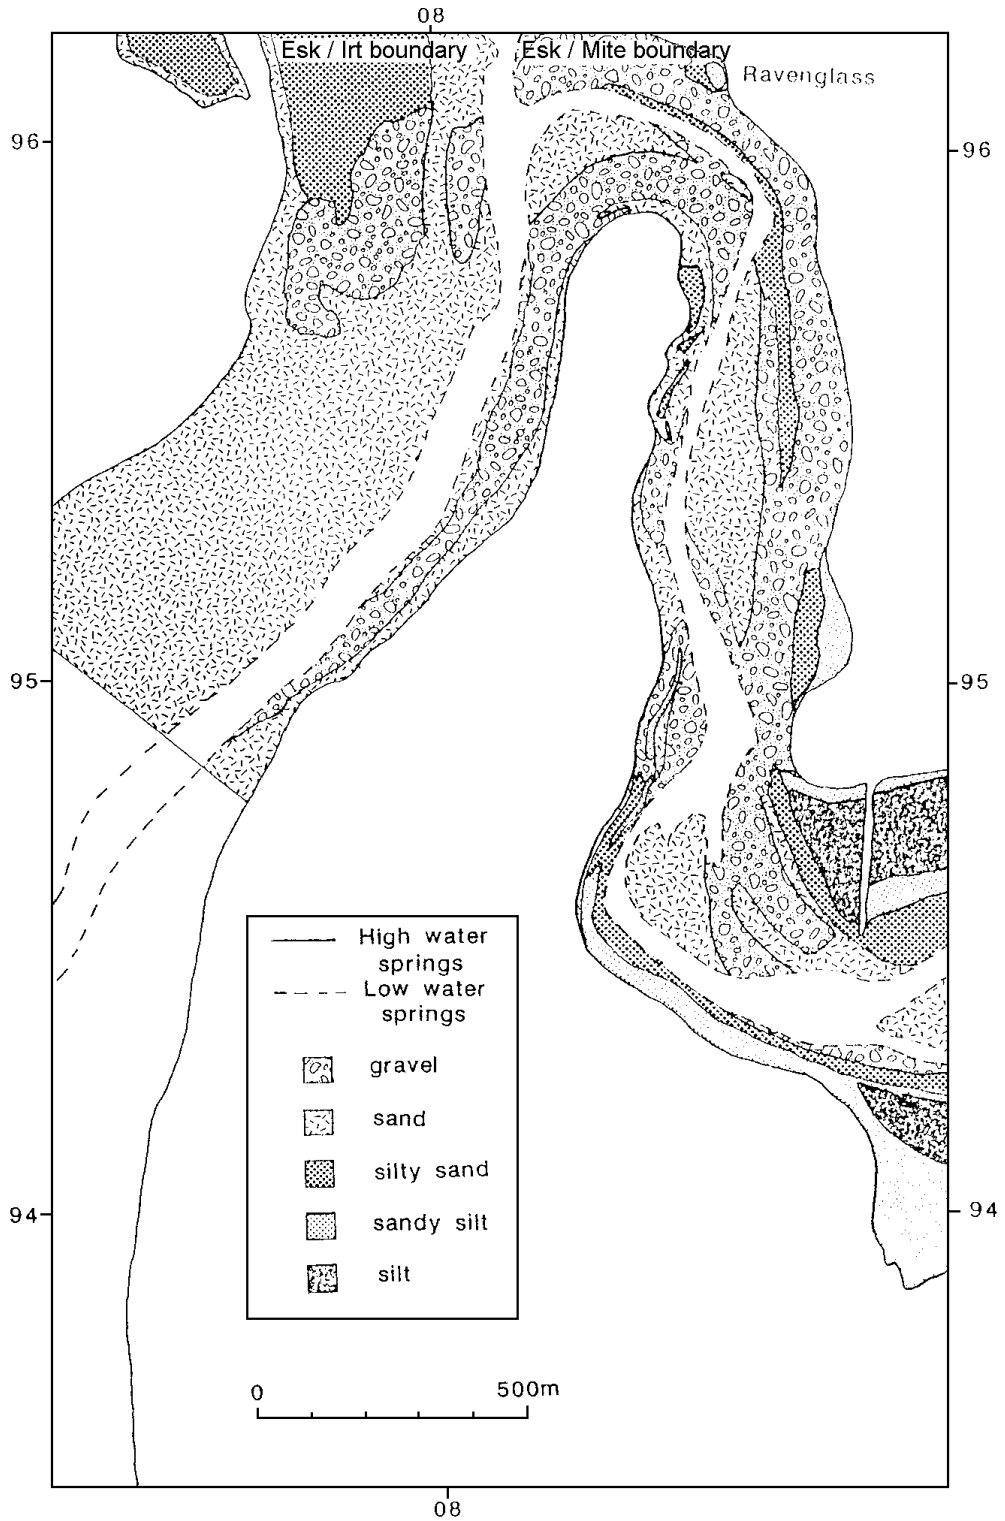 08
Esk / Irt boundary
Esk / Mite boundary
Ravenglass
96
96
95
95
High water
springs
Low water
springs
gravel
sand
silty sand
sandy silt
silt
94
94
0
500m
08